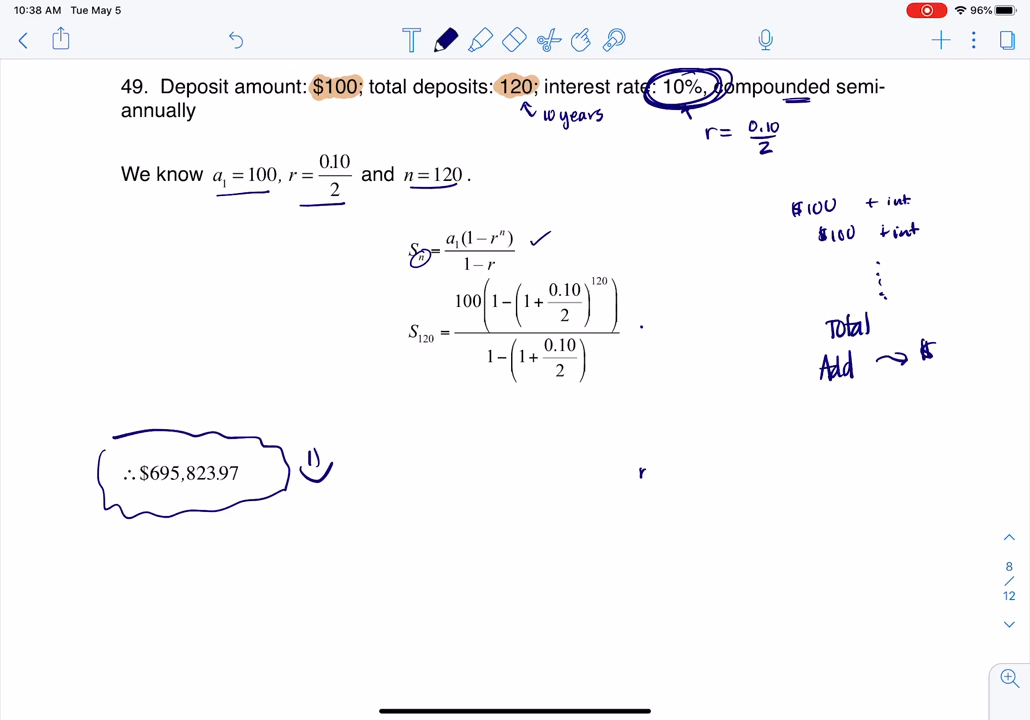 10:38 AM Tue May 5
96%
49. Deposit amount: $100; total deposits: 120; interest rate: 10%, compounded semi-
annually
↑ 10 years
r = 0.10/2
We know a₁ = 100, r = 0.10/2 and n = 120.
$100 + int
$100 + int
Sₙ = a₁(1 − rⁿ)/(1 − r) ✓
S₁₂₀ = 100(1 − (1 + 0.10/2)¹²⁰)/(1 − (1 + 0.10/2))
Total
Add → $
∴ $695,823.97
r
8
/
12